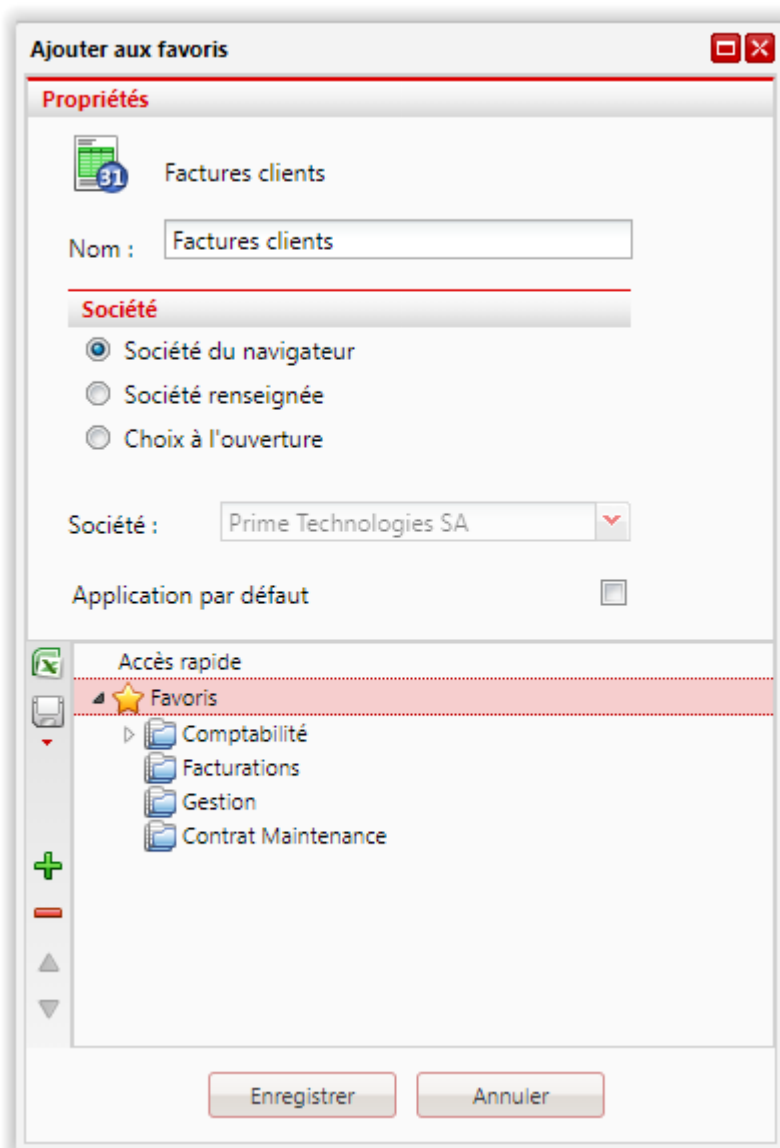 Ajouter aux favoris
Propriétés
31
Factures clients
Nom : Factures clients
Société
Société du navigateur
Société renseignée
Choix à l'ouverture
Société : Prime Technologies SA
Application par défaut
Accès rapide
Favoris
Comptabilité
Facturations
Gestion
Contrat Maintenance
Enregistrer Annuler